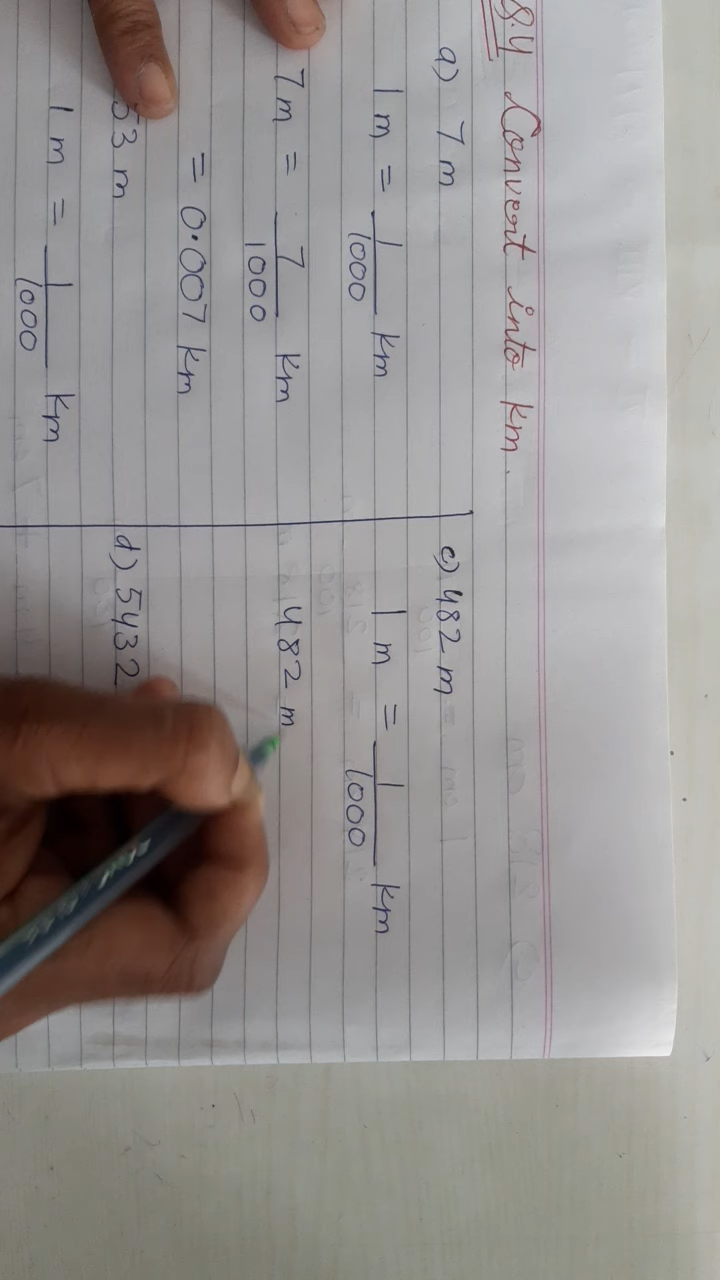 8.4 Convert into km.
a) 7 m
1 m = 1/1000 km
7 m = 7/1000 km
= 0.007 km
53 m
1 m = 1/1000 km
c) 482 m
1 m = 1/1000 km
482 m
d) 5432